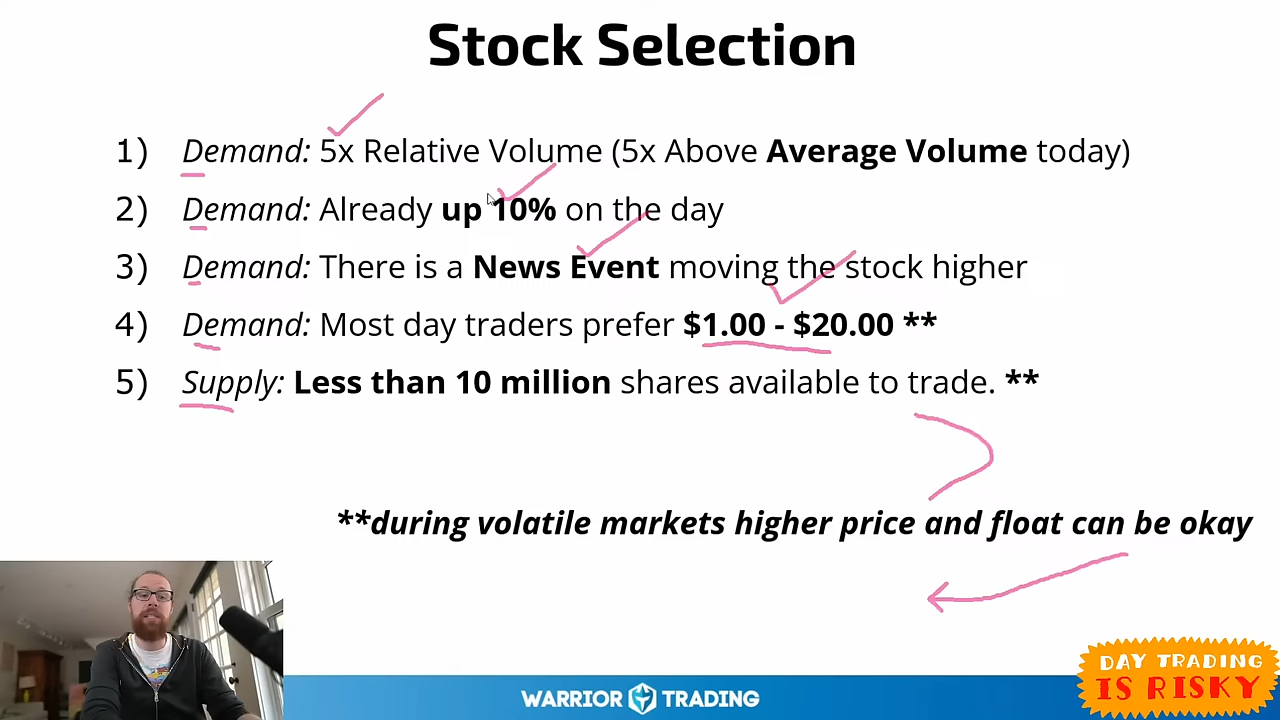 Stock Selection
1) Demand: 5x Relative Volume (5x Above Average Volume today)
2) Demand: Already up 10% on the day
3) Demand: There is a News Event moving the stock higher
4) Demand: Most day traders prefer $1.00 - $20.00 **
5) Supply: Less than 10 million shares available to trade. **
**during volatile markets higher price and float can be okay
WARRIOR TRADING
DAY TRADING
IS RISKY